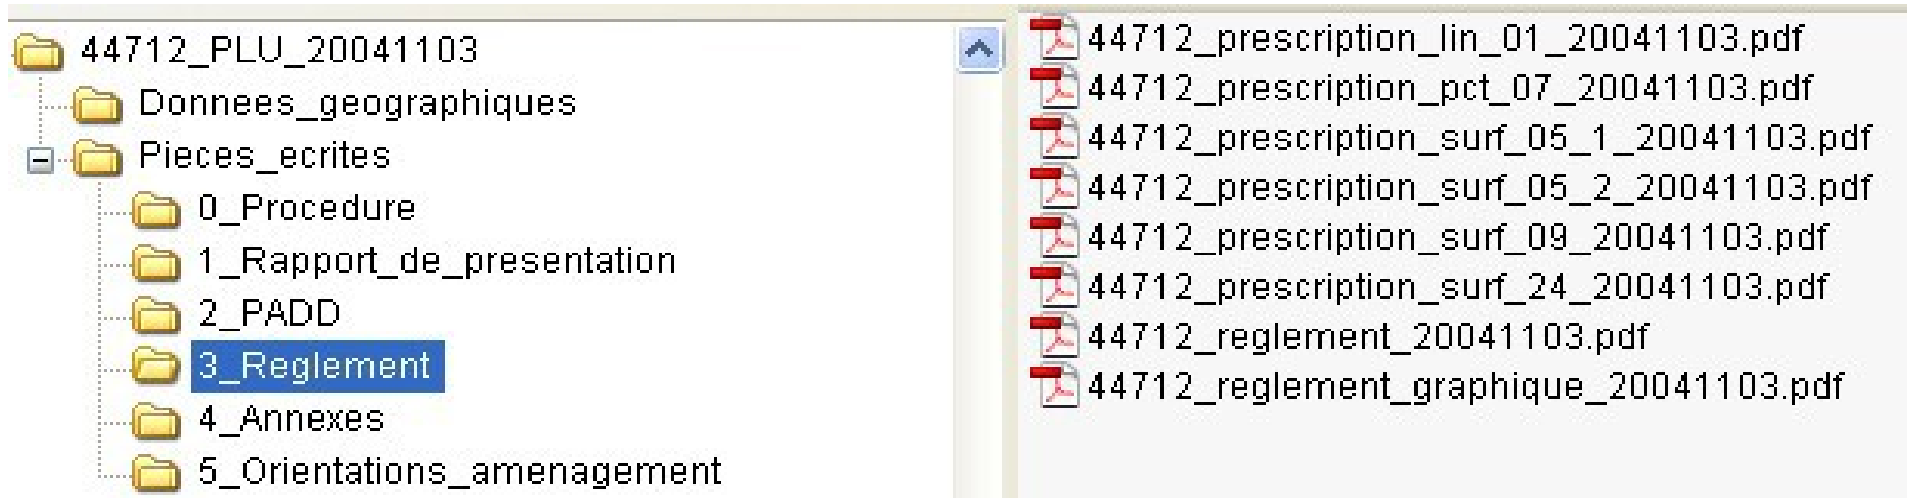 44712_PLU_20041103
Donnees_geographiques
Pieces_ecrites
0_Procedure
1_Rapport_de_presentation
2_PADD
3_Reglement
4_Annexes
5_Orientations_amenagement
44712_prescription_lin_01_20041103.pdf
44712_prescription_pct_07_20041103.pdf
44712_prescription_surf_05_1_20041103.pdf
44712_prescription_surf_05_2_20041103.pdf
44712_prescription_surf_09_20041103.pdf
44712_prescription_surf_24_20041103.pdf
44712_reglement_20041103.pdf
44712_reglement_graphique_20041103.pdf